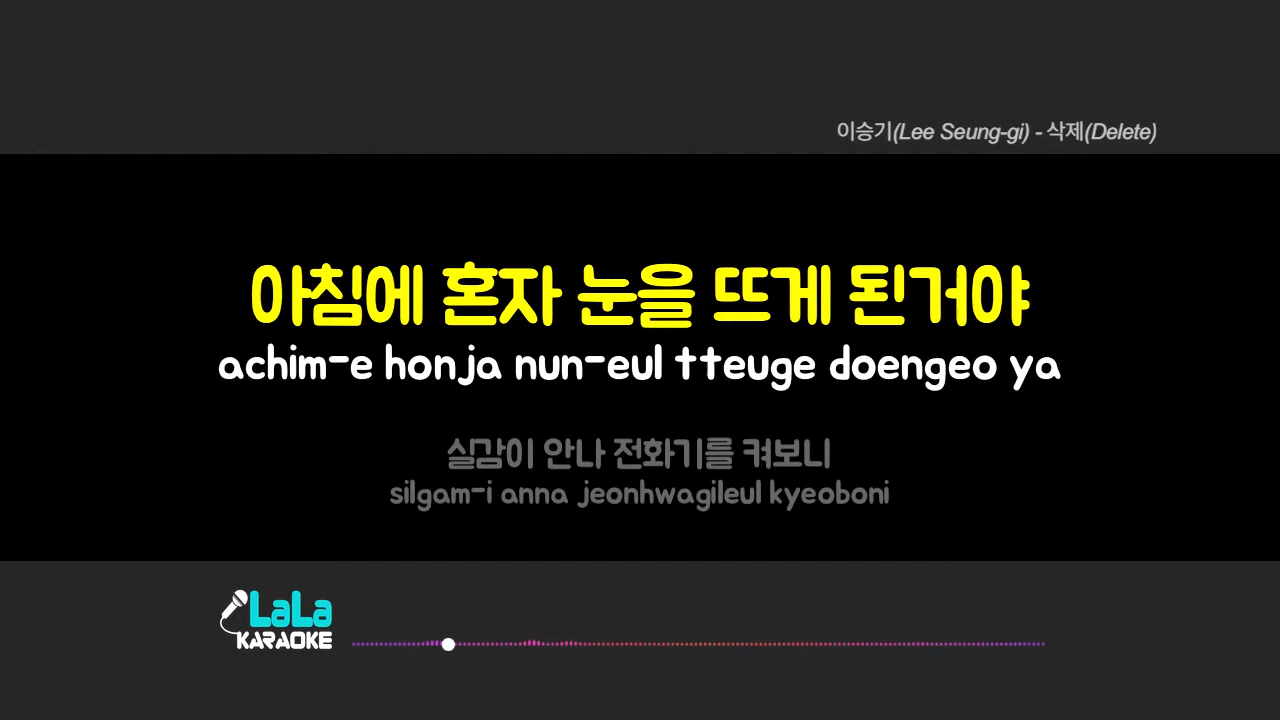 이승기(Lee Seung-gi) - 삭제(Delete)
아침에 혼자 눈을 뜨게 된거야
achim-e honja nun-eul tteuge doengeo ya
실감이 안나 전화기를 켜보니
silgam-i anna jeonhwagileul kyeoboni
LaLa
KARAOKE